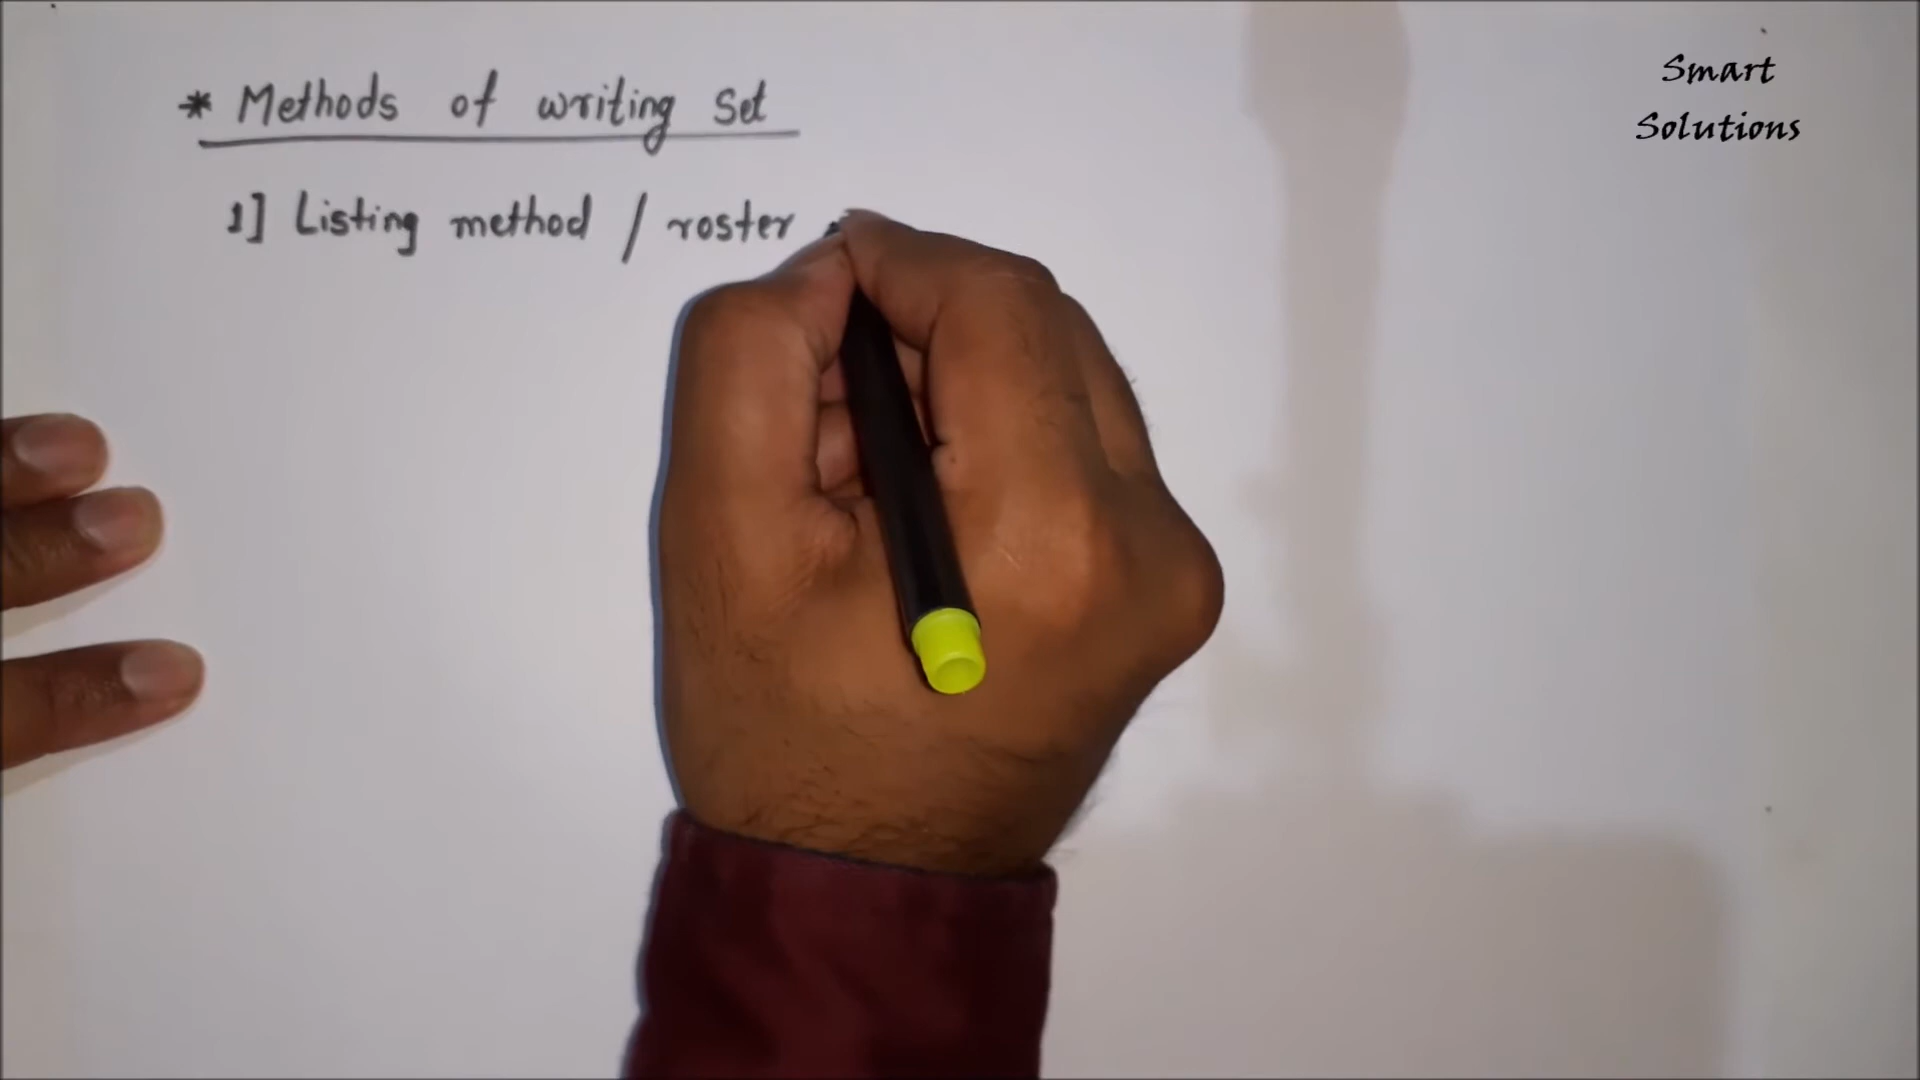 * Methods of writing Set
1] Listing method / roster
Smart
Solutions